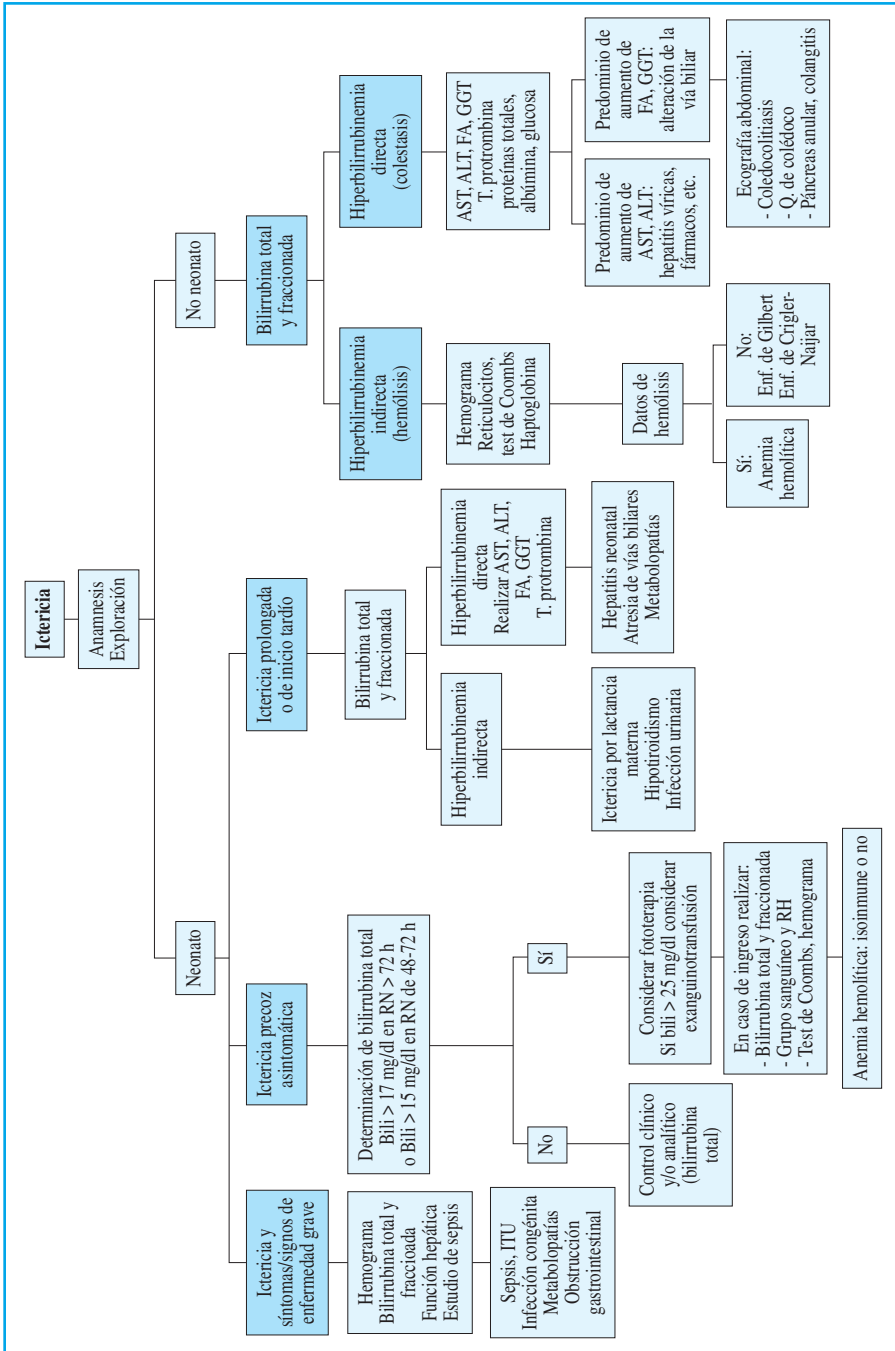 Ictericia
Anamnesis
Exploración
Neonato
No neonato
Ictericia y
síntomas/signos de
enfermedad grave
Hemograma
Bilirrubina total y
fraccioada
Función hepática
Estudio de sepsis
Sepsis, ITU
Infección congénita
Metabolopatías
Obstrucción
gastrointestinal
Ictericia precoz
asintomática
Determinación de bilirrubina total
Bili > 17 mg/dl en RN > 72 h
o Bili > 15 mg/dl en RN de 48-72 h
No
Sí
Control clínico
y/o analítico
(bilirrubina
total)
Considerar fototerapia
Si bili > 25 mg/dl considerar
exanguinotransfusión
En caso de ingreso realizar:
- Bilirrubina total y fraccionada
- Grupo sanguíneo y RH
- Test de Coombs, hemograma
Anemia hemolítica: isoinmune o no
Ictericia prolongada
o de inicio tardío
Bilirrubina total
y fraccionada
Hiperbilirrubinemia
indirecta
Ictericia por lactancia
materna
Hipotiroidismo
Infección urinaria
Hiperbilirrubinemia
directa
Realizar AST, ALT,
FA, GGT
T. protrombina
Hepatitis neonatal
Atresia de vías biliares
Metabolopatías
Bilirrubina total
y fraccionada
Hiperbilirrubinemia
indirecta
(hemólisis)
Hemograma
Reticulocitos,
test de Coombs
Haptoglobina
Datos de
hemólisis
Sí:
Anemia
hemolítica
No:
Enf. de Gilbert
Enf. de Crigler-
Naijar
Hiperbilirrubinemia
directa
(colestasis)
AST, ALT, FA, GGT
T. protrombina
proteínas totales,
albúmina, glucosa
Predominio de
aumento de
AST, ALT:
hepatitis víricas,
fármacos, etc.
Predominio de
aumento de
FA, GGT:
alteración de la
vía biliar
Ecografía abdominal:
- Coledocolitiasis
- Q. de colédoco
- Páncreas anular, colangitis